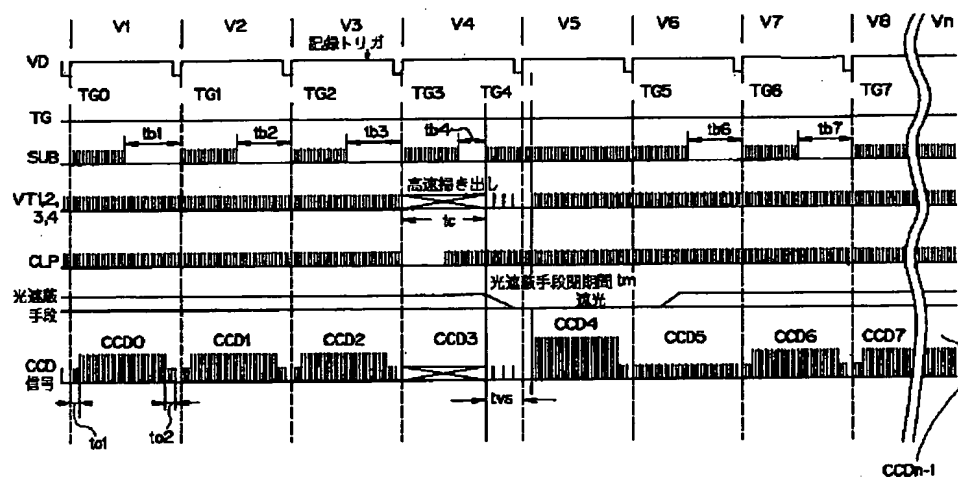 V1 V2 V3 V4 V5 V6 V7 V8 Vn
記録トリガ
VD
TG0 TG1 TG2 TG3 TG4 TG5 TG6 TG7
TG
tb1 tb2 tb3 tb4 tb6 tb7
SUB
高速掃き出し
VT1,2,
3,4
tc
CLP
光遮蔽手段閉期間 tm
光遮蔽
手段
遮光
CCD0 CCD1 CCD2 CCD3 CCD4 CCD5 CCD6 CCD7
CCD
信号
tvs
to1 to2
CCDn-1